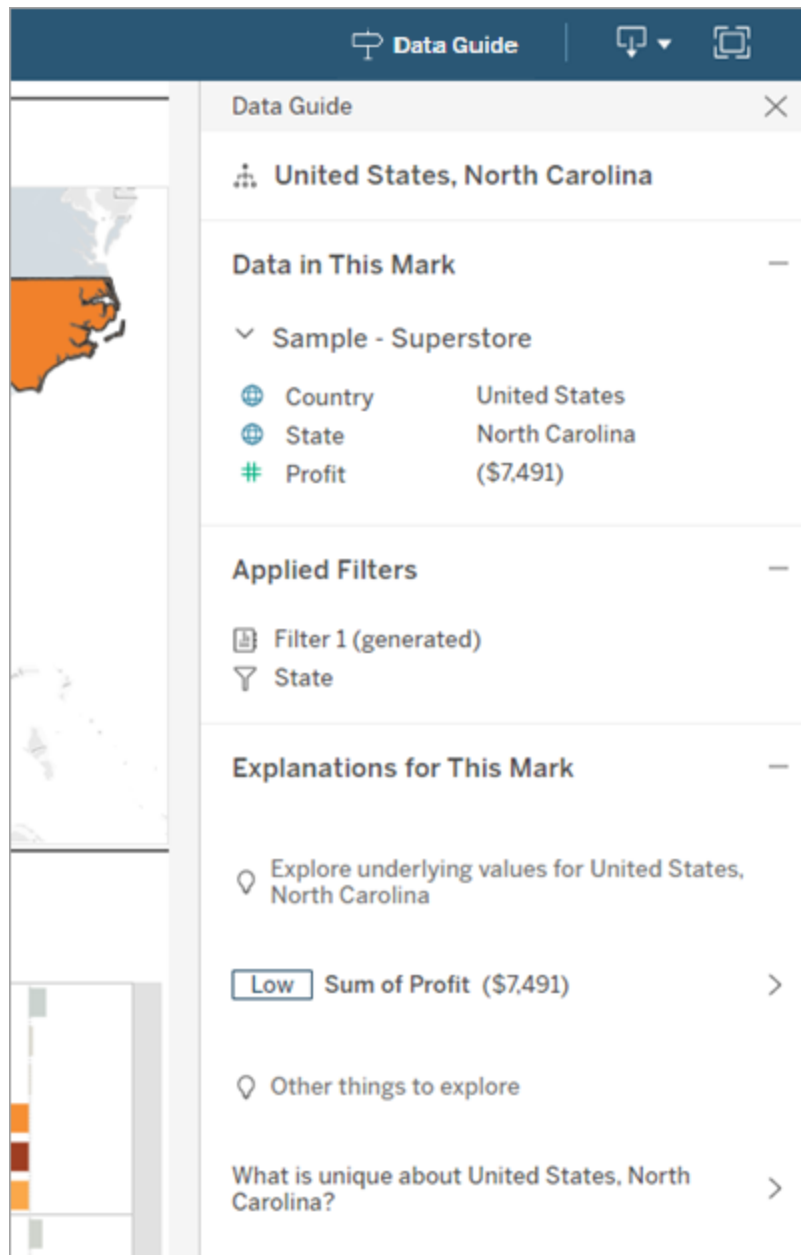 Data Guide
Data Guide
United States, North Carolina
Data in This Mark
Sample - Superstore
Country United States
State North Carolina
# Profit ($7,491)
Applied Filters
Filter 1 (generated)
State
Explanations for This Mark
Explore underlying values for United States,
North Carolina
Low Sum of Profit ($7,491)
Other things to explore
What is unique about United States, North
Carolina?